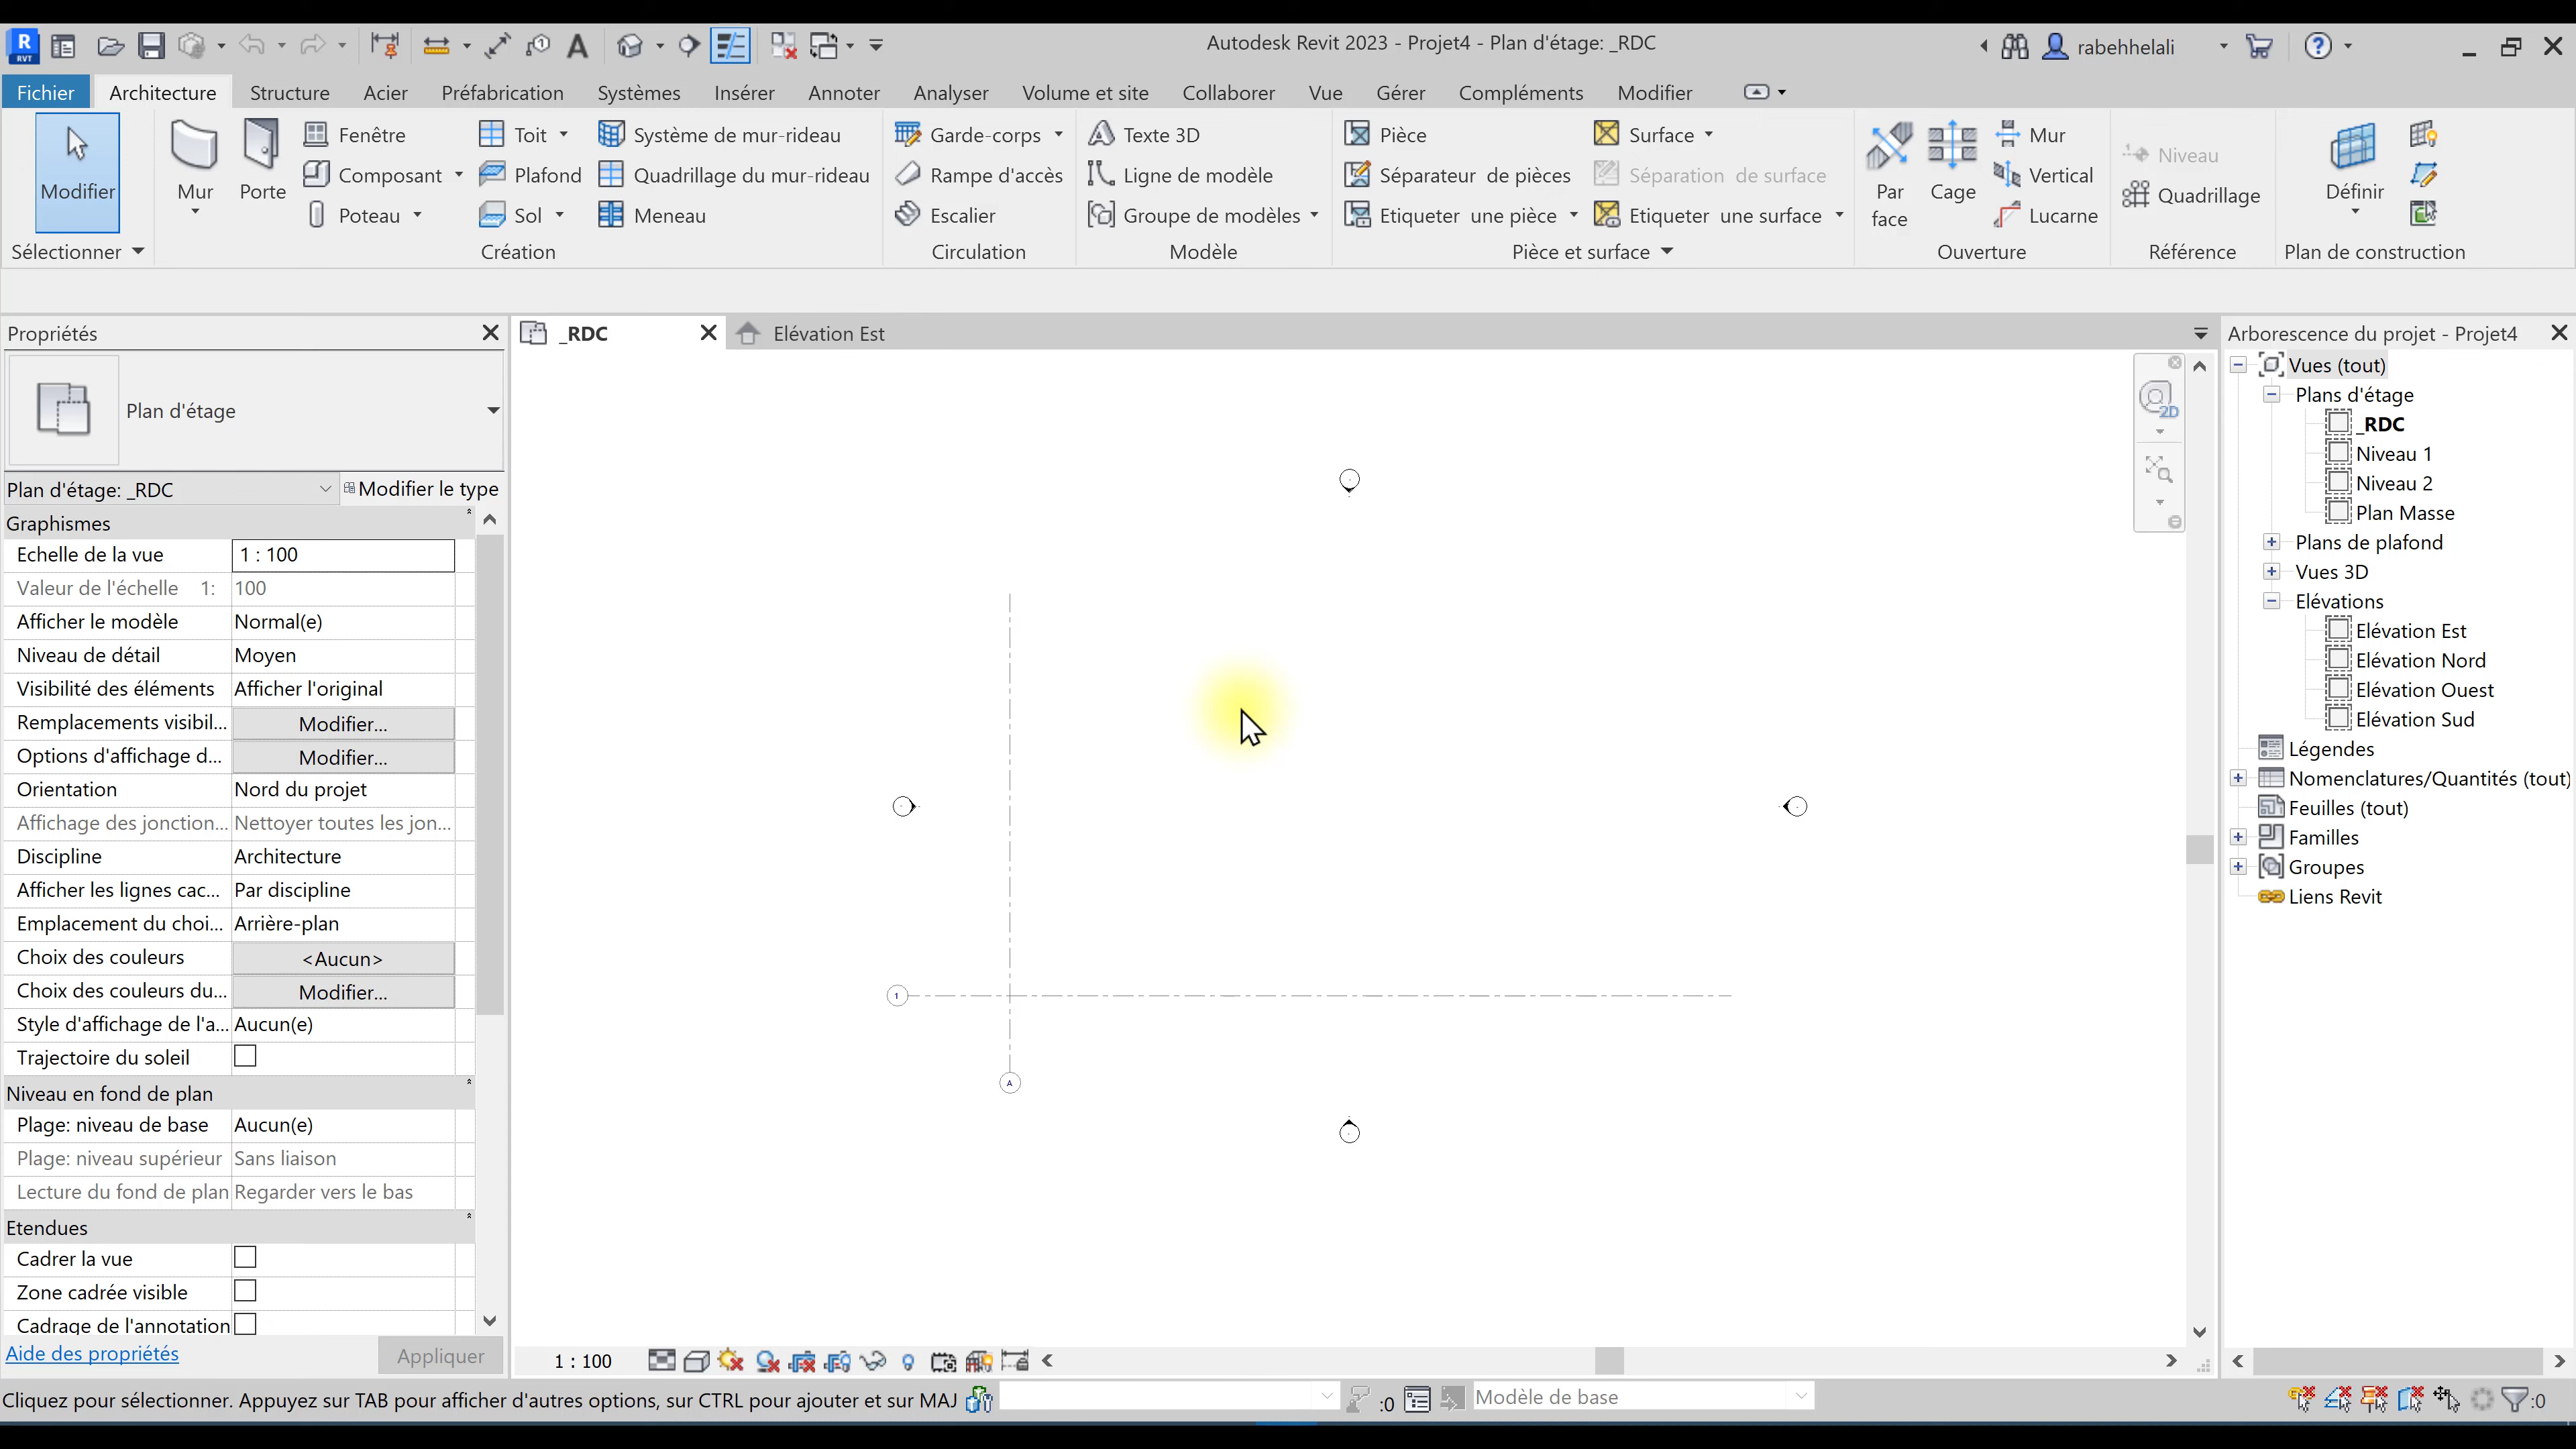 R
RVT
Autodesk Revit 2023 - Projet4 - Plan d'étage: _RDC
rabehhelali
Fichier
Architecture
Structure
Acier
Préfabrication
Systèmes
Insérer
Annoter
Analyser
Volume et site
Collaborer
Vue
Gérer
Compléments
Modifier
Modifier
Sélectionner
Mur
Porte
Fenêtre
Composant
Poteau
Toit
Plafond
Sol
Système de mur-rideau
Quadrillage du mur-rideau
Meneau
Création
Garde-corps
Rampe d'accès
Escalier
Circulation
Texte 3D
Ligne de modèle
Groupe de modèles
Modèle
Pièce
Séparateur de pièces
Etiqueter une pièce
Surface
Séparation de surface
Etiqueter une surface
Pièce et surface
Par
face
Cage
Mur
Vertical
Lucarne
Ouverture
Niveau
Quadrillage
Référence
Définir
Plan de construction
Propriétés
Plan d'étage
Plan d'étage: _RDC
Modifier le type
Graphismes
Echelle de la vue 1 : 100
Valeur de l'échelle 1: 100
Afficher le modèle Normal(e)
Niveau de détail Moyen
Visibilité des éléments Afficher l'original
Remplacements visibil... Modifier...
Options d'affichage d... Modifier...
Orientation Nord du projet
Affichage des jonction... Nettoyer toutes les jon...
Discipline Architecture
Afficher les lignes cac... Par discipline
Emplacement du choi... Arrière-plan
Choix des couleurs <Aucun>
Choix des couleurs du... Modifier...
Style d'affichage de l'a... Aucun(e)
Trajectoire du soleil
Niveau en fond de plan
Plage: niveau de base Aucun(e)
Plage: niveau supérieur Sans liaison
Lecture du fond de plan Regarder vers le bas
Etendues
Cadrer la vue
Zone cadrée visible
Cadrage de l'annotation
Aide des propriétés
Appliquer
_RDC
Elévation Est
2D
1
A
1 : 100
Arborescence du projet - Projet4
Vues (tout)
Plans d'étage
_RDC
Niveau 1
Niveau 2
Plan Masse
Plans de plafond
Vues 3D
Elévations
Elévation Est
Elévation Nord
Elévation Ouest
Elévation Sud
Légendes
Nomenclatures/Quantités (tout)
Feuilles (tout)
Familles
Groupes
Liens Revit
Cliquez pour sélectionner. Appuyez sur TAB pour afficher d'autres options, sur CTRL pour ajouter et sur MAJ
:0
Modèle de base
:0